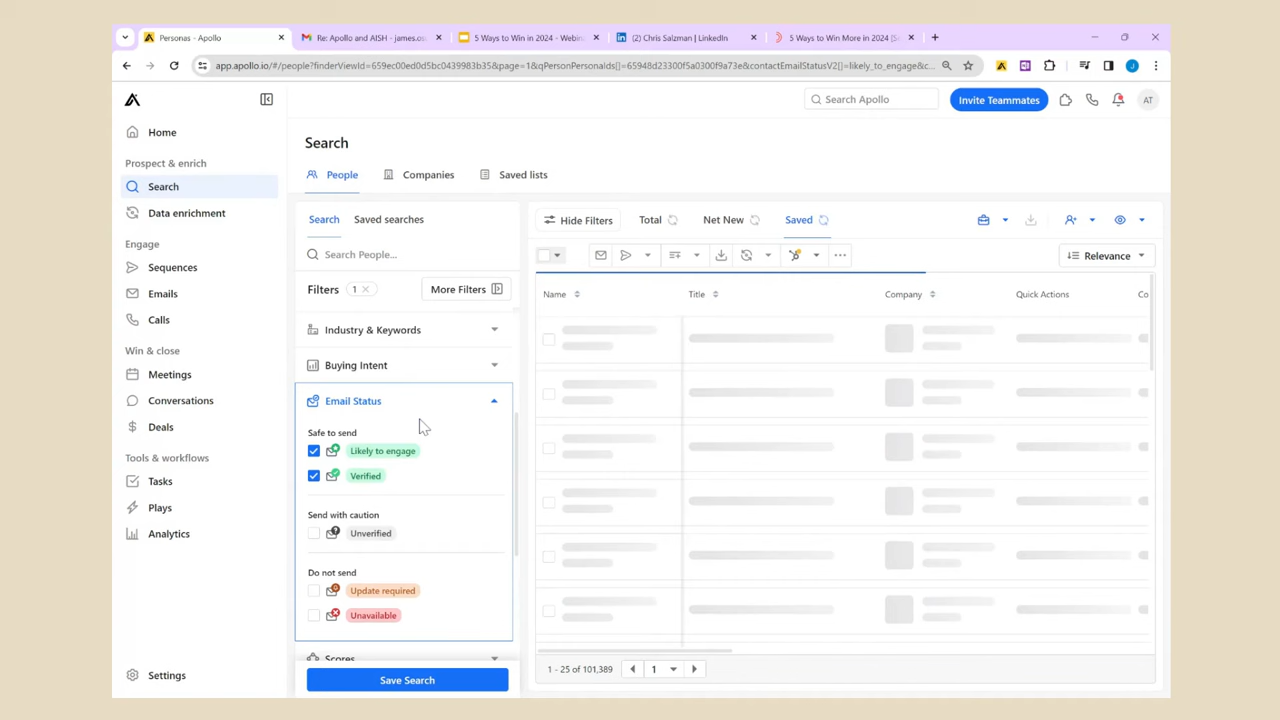 Personas - Apollo
Re: Apollo and AISH - james.os...
5 Ways to Win in 2024 - Webin...
(2) Chris Salzman | LinkedIn
5 Ways to Win More in 2024 [S...
app.apollo.io/#/people?finderViewId=659ec00ed0d5bc0439983b35&page=1&qPersonPersonaIds[]=65948d23300f5a0300f9a73e&contactEmailStatusV2[]=likely_to_engage&c...
J
Home
Prospect & enrich
Search
Data enrichment
Engage
Sequences
Emails
Calls
Win & close
Meetings
Conversations
Deals
Tools & workflows
Tasks
Plays
Analytics
Settings
Search Apollo
Invite Teammates
AT
Search
People
Companies
Saved lists
Search
Saved searches
Search People...
Filters
1
More Filters
Industry & Keywords
Buying Intent
Email Status
Safe to send
Likely to engage
Verified
Send with caution
Unverified
Do not send
Update required
Unavailable
Scores
Save Search
Hide Filters
Total
Net New
Saved
Relevance
Name
Title
Company
Quick Actions
Co
1 - 25 of 101,389
1